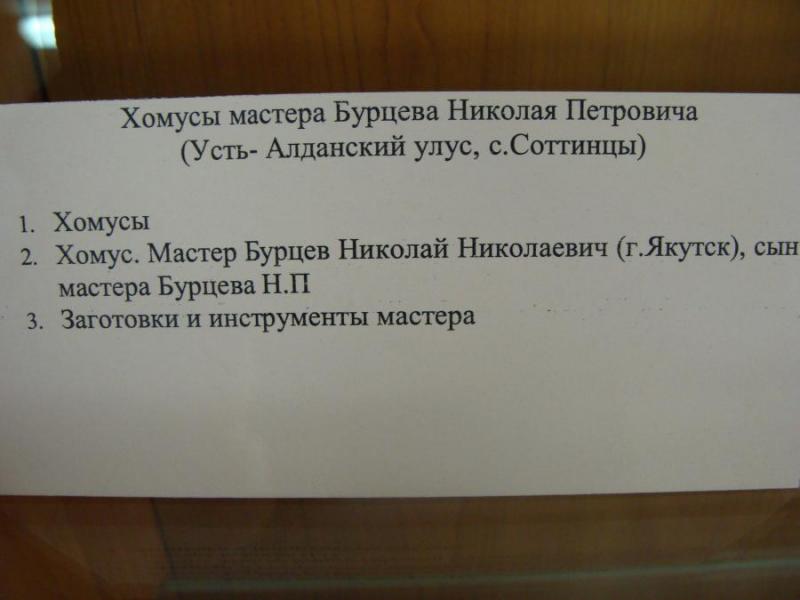 Хомусы мастера Бурцева Николая Петровича
(Усть- Алданский улус, с.Соттинцы)
1. Хомусы
2. Хомус. Мастер Бурцев Николай Николаевич (г.Якутск), сын
мастера Бурцева Н.П
3. Заготовки и инструменты мастера